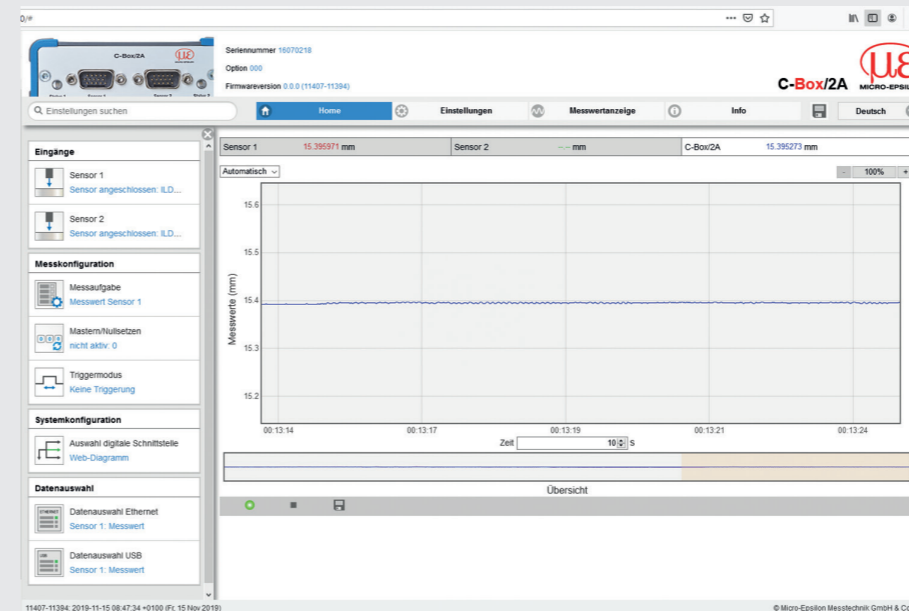 0/#
C-Box/2A
Seriennummer 16070218
Option 000
Firmwareversion 0.0.0 (11407-11394)
C-Box/2A
με
MICRO-EPSIL
Einstellungen suchen
Home
Einstellungen
Messwertanzeige
Info
Deutsch
Eingänge
Sensor 1
Sensor angeschlossen: ILD...
Sensor 2
Sensor angeschlossen: ILD...
Messkonfiguration
Messaufgabe
Messwert Sensor 1
Mastern/Nullsetzen
nicht aktiv: 0
Triggermodus
Keine Triggerung
Systemkonfiguration
Auswahl digitale Schnittstelle
Web-Diagramm
Datenauswahl
ETHERNET
Datenauswahl Ethernet
Sensor 1: Messwert
USB
Datenauswahl USB
Sensor 1: Messwert
Sensor 1 15.395971 mm
Sensor 2 --.-- mm
C-Box/2A 15.395273 mm
Automatisch
- 100% +
Messwerte (mm)
15.6
15.5
15.4
15.3
15.2
00:13:14 00:13:17 00:13:19 00:13:21 00:13:24
Zeit 10 s
Übersicht
11407-11394: 2019-11-15 08:47:34 +0100 (Fr, 15 Nov 2019)
© Micro-Epsilon Messtechnik GmbH & Co